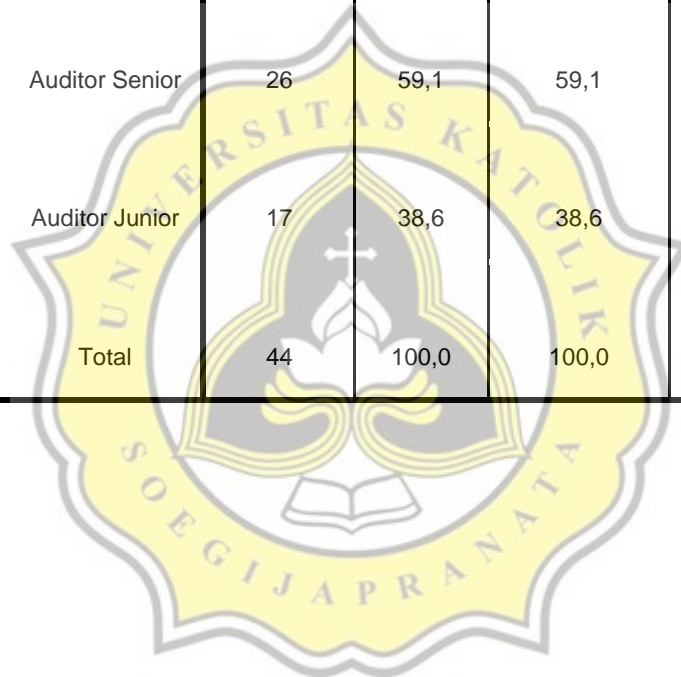 Auditor Senior 26 59,1 59,1
Auditor Junior 17 38,6 38,6
Total 44 100,0 100,0
UNIVERSITAS KATOLIK
SOEGIJAPRANATA